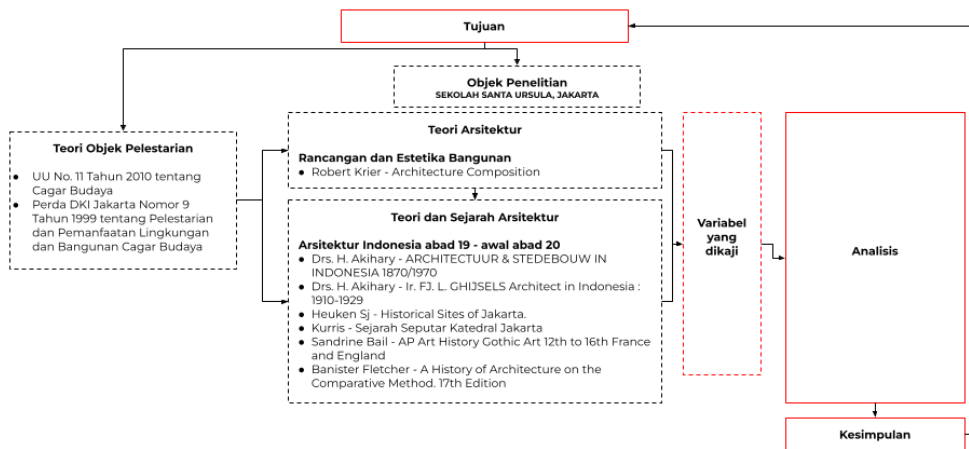 Tujuan
Objek Penelitian
SEKOLAH SANTA URSULA, JAKARTA
Teori Objek Pelestarian
● UU No. 11 Tahun 2010 tentang
Cagar Budaya
● Perda DKI Jakarta Nomor 9
Tahun 1999 tentang Pelestarian
dan Pemanfaatan Lingkungan
dan Bangunan Cagar Budaya
Teori Arsitektur
Rancangan dan Estetika Bangunan
● Robert Krier - Architecture Composition
Teori dan Sejarah Arsitektur
Arsitektur Indonesia abad 19 - awal abad 20
● Drs. H. Akihary - ARCHITECTUUR & STEDEBOUW IN
INDONESIA 1870/1970
● Drs. H. Akihary - Ir. FJ. L. GHIJSELS Architect in Indonesia :
1910-1929
● Heuken Sj - Historical Sites of Jakarta.
● Kurris - Sejarah Seputar Katedral Jakarta
● Sandrine Bail - AP Art History Gothic Art 12th to 16th France
and England
● Banister Fletcher - A History of Architecture on the
Comparative Method. 17th Edition
Variabel
yang
dikaji
Analisis
Kesimpulan